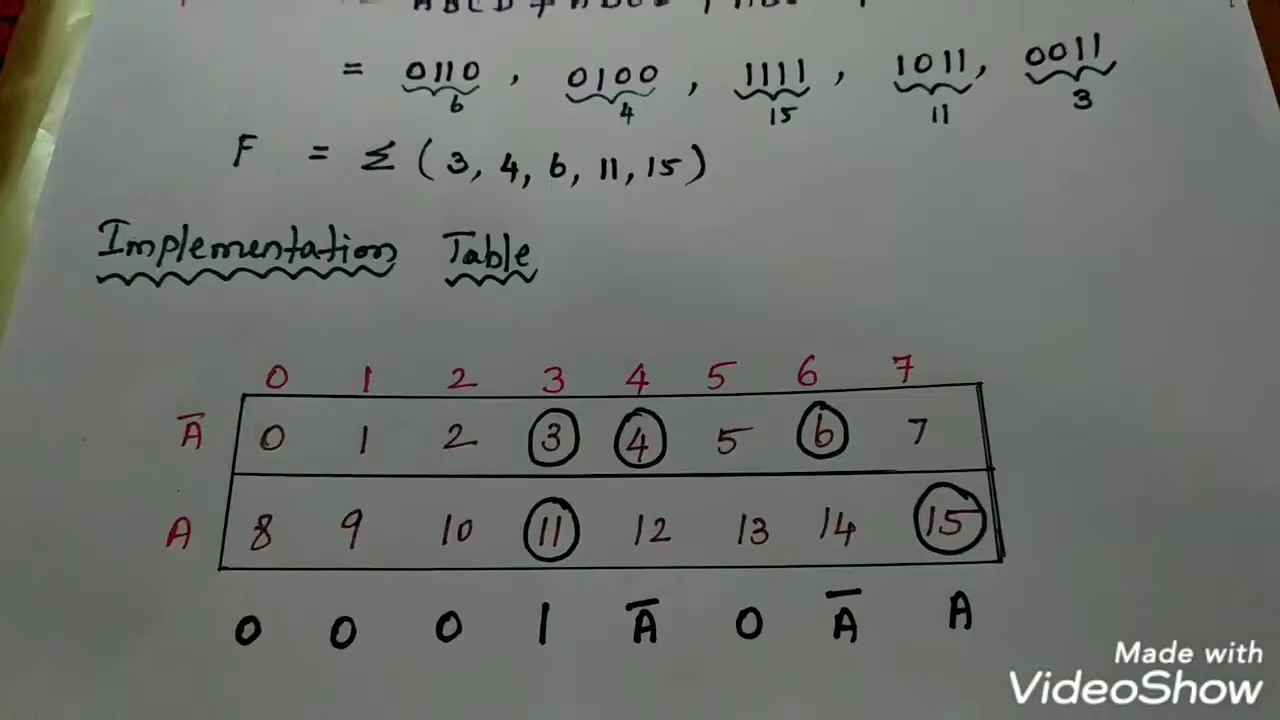 = 0110 , 0100 , 1111 , 1011, 0011
6 4 15 11 3
F = Σ ( 3, 4, 6, 11, 15 )
Implementation Table
0 1 2 3 4 5 6 7
A̅ 0 1 2 3 4 5 6 7
A 8 9 10 11 12 13 14 15
0 0 0 1 A̅ 0 A̅ A
Made with
VideoShow